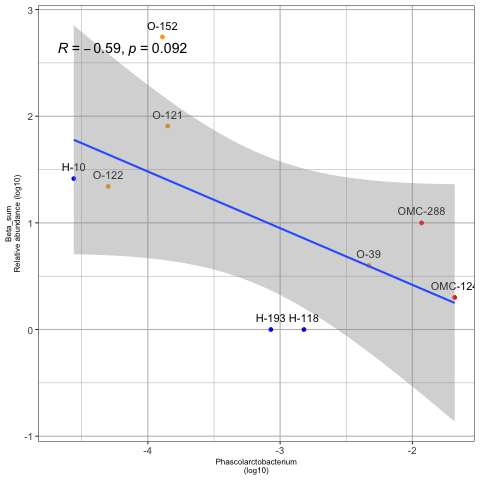 3
O-152
R = −0.59, p = 0.092
O-121
2
H-10
O-122
OMC-288
1
O-39
OMC-124
H-193 H-118
0
-1
Beta_sum
Relative abundance (log10)
-4 -3 -2
Phascolarctobacterium
(log10)